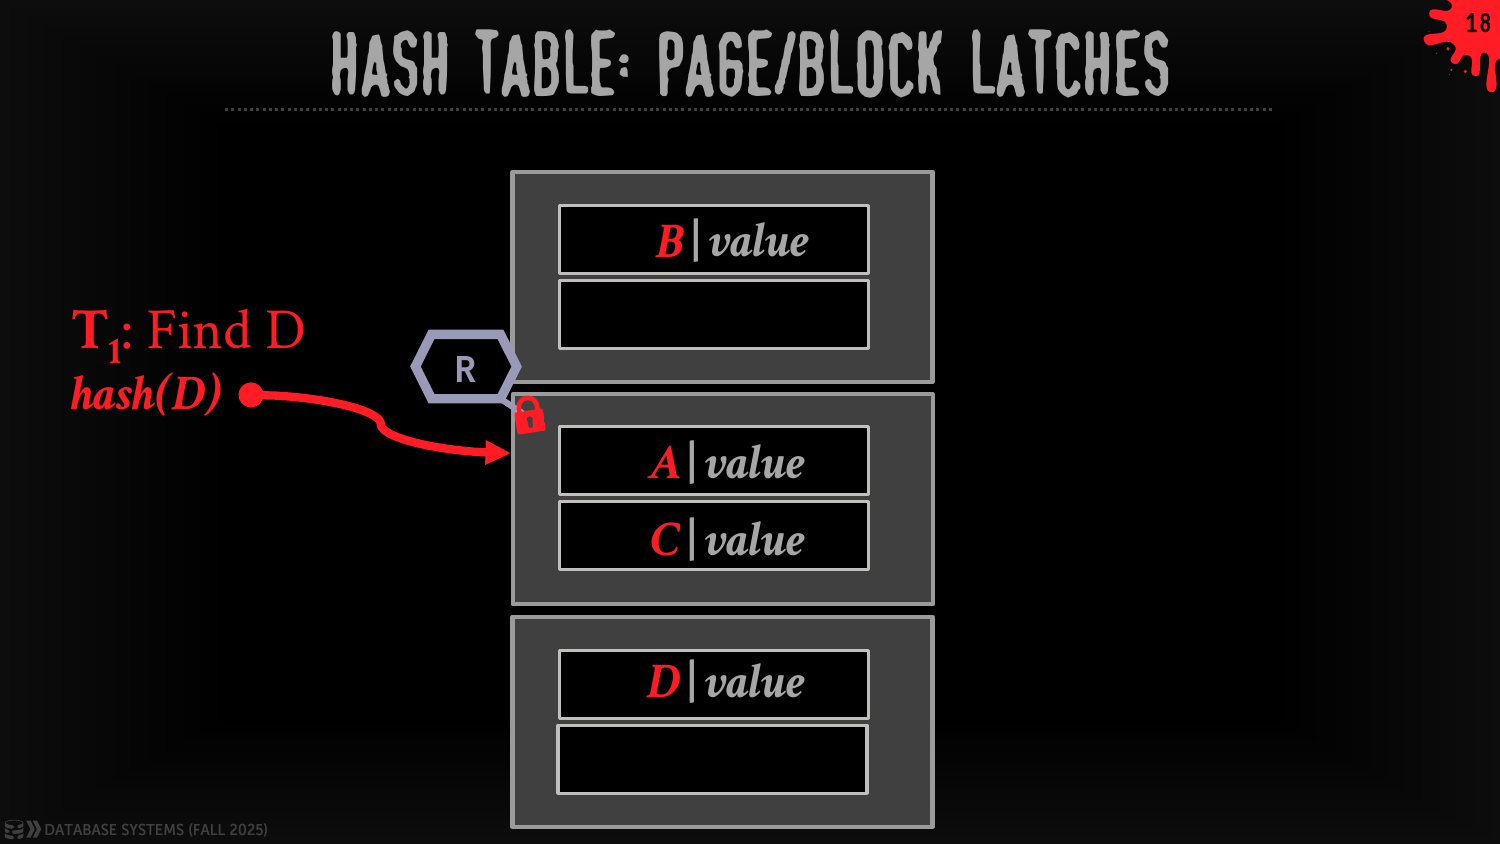 18
HASH TABLE: PAGE/BLOCK LATCHES
B|value
T1: Find D
R
hash(D)
A|value
C|value
D|value
DATABASE SYSTEMS (FALL 2025)